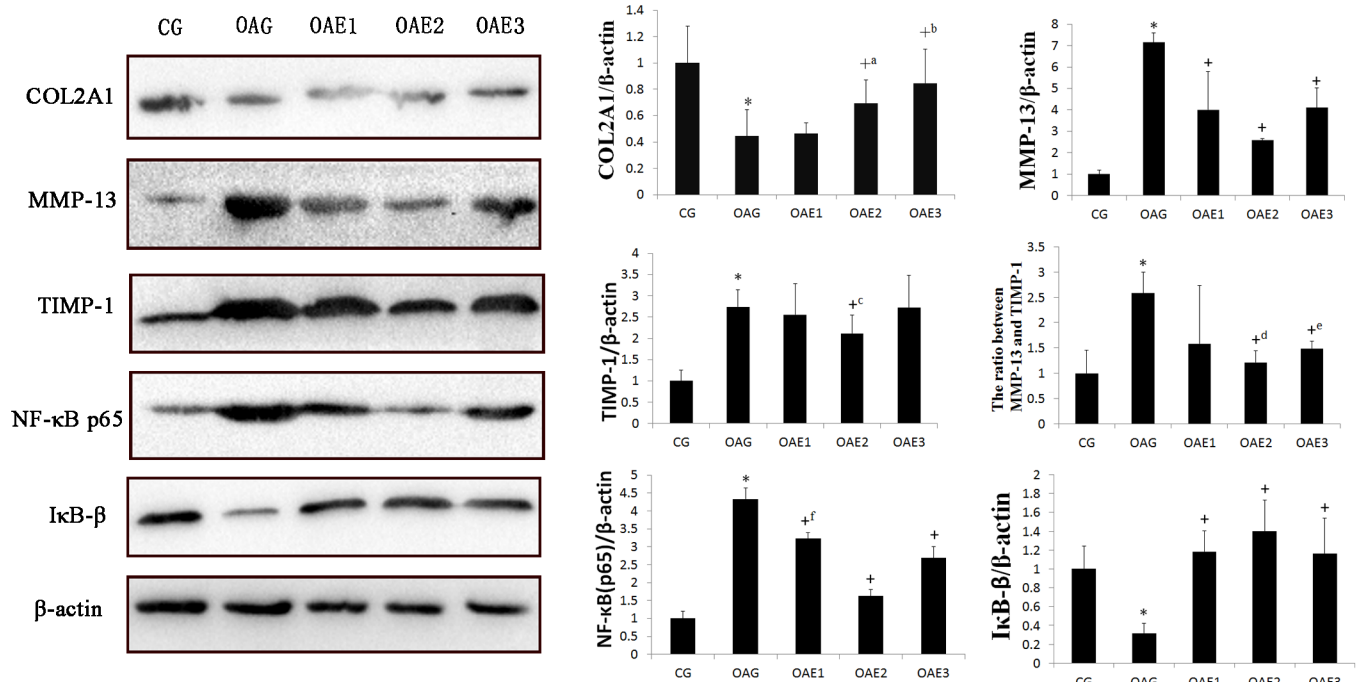 CG OAG OAE1 OAE2 OAE3
COL2A1
MMP-13
TIMP-1
NF-κB p65
IκB-β
β-actin
COL2A1/ß-actin
1.4
1.2
1
0.8
0.6
0.4
0.2
0
*
+a
+b
CG OAG OAE1 OAE2 OAE3
MMP-13/β-actin
8
7
6
5
4
3
2
1
0
*
+
+
+
CG OAG OAE1 OAE2 OAE3
TIMP-1/β-actin
4
3.5
3
2.5
2
1.5
1
0.5
0
*
+c
CG OAG OAE1 OAE2 OAE3
The ratio between
MMP-13 and TIMP-1
3.5
3
2.5
2
1.5
1
0.5
0
*
+d
+e
CG OAG OAE1 OAE2 OAE3
NF-κB(p65)/β-actin
5
4.5
4
3.5
3
2.5
2
1.5
1
0.5
0
*
+f
+
+
CG OAG OAE1 OAE2 OAE3
IκB-β/β-actin
2
1.8
1.6
1.4
1.2
1
0.8
0.6
0.4
0.2
0
*
+
+
+
CG OAG OAE1 OAE2 OAE3